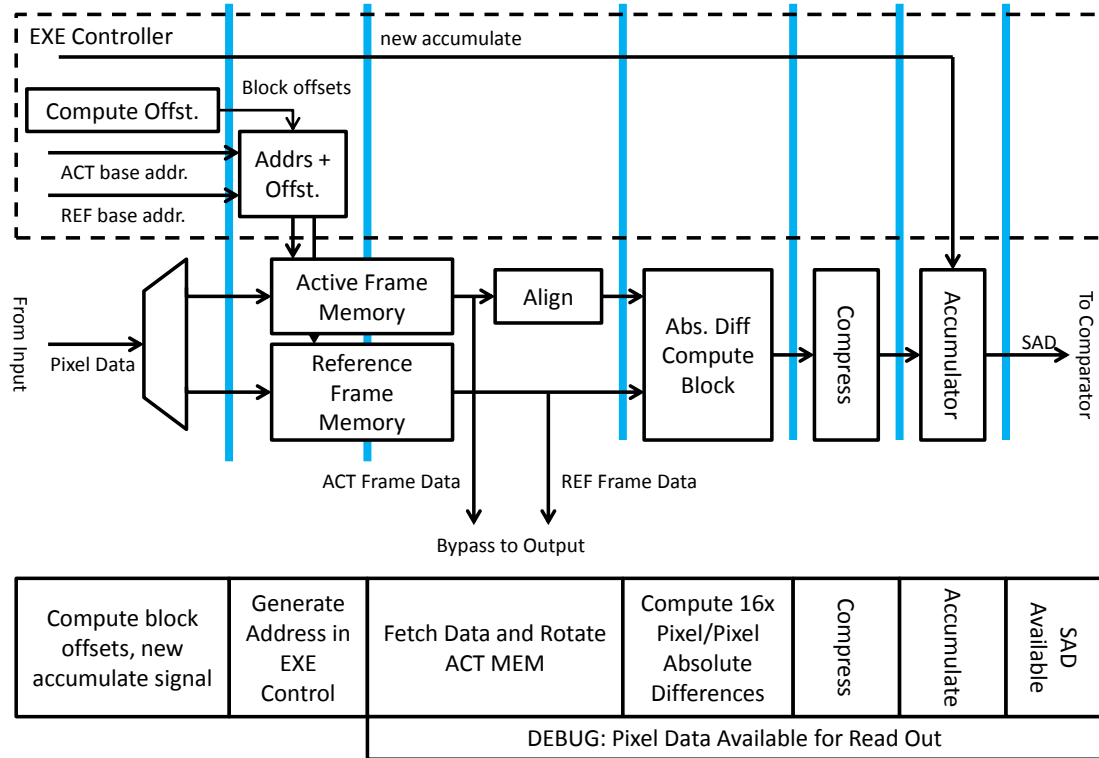 EXE Controller
new accumulate
Block offsets
Compute Offst.
Addrs +
Offst.
ACT base addr.
REF base addr.
From Input
Pixel Data
Active Frame
Memory
Align
Reference
Frame
Memory
Abs. Diff
Compute
Block
Compress
Accumulator
SAD
To Comparator
ACT Frame Data
REF Frame Data
Bypass to Output
Compute block
offsets, new
accumulate signal
Generate
Address in
EXE
Control
Fetch Data and Rotate
ACT MEM
Compute 16x
Pixel/Pixel
Absolute
Differences
Compress
Accumulate
SAD
Available
DEBUG: Pixel Data Available for Read Out